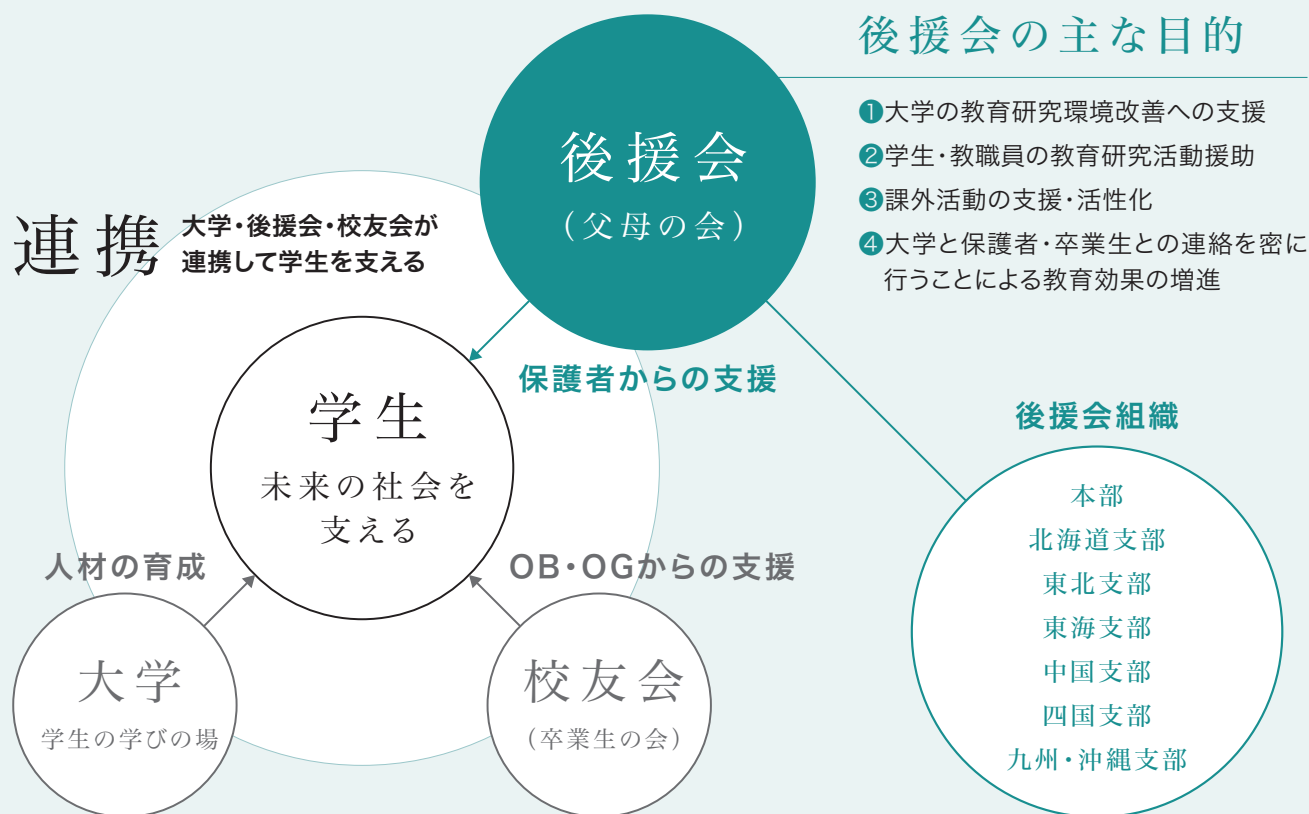 後援会の主な目的
❶大学の教育研究環境改善への支援
❷学生・教職員の教育研究活動援助
❸課外活動の支援・活性化
❹大学と保護者・卒業生との連絡を密に
行うことによる教育効果の増進
後援会
（父母の会）
連携
大学・後援会・校友会が
連携して学生を支える
保護者からの支援
学生
未来の社会を
支える
人材の育成
OB・OGからの支援
大学
学生の学びの場
校友会
（卒業生の会）
後援会組織
本部
北海道支部
東北支部
東海支部
中国支部
四国支部
九州・沖縄支部